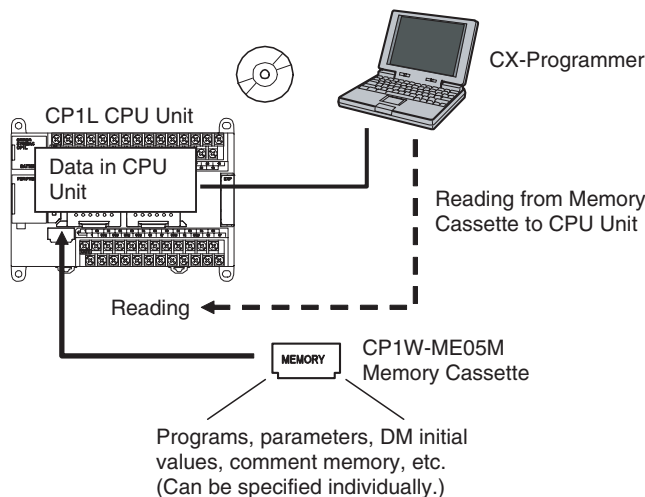 CX-Programmer
CP1L CPU Unit
Data in CPU
Unit
Reading from Memory
Cassette to CPU Unit
Reading
MEMORY
CP1W-ME05M
Memory Cassette
Programs, parameters, DM initial
values, comment memory, etc.
(Can be specified individually.)